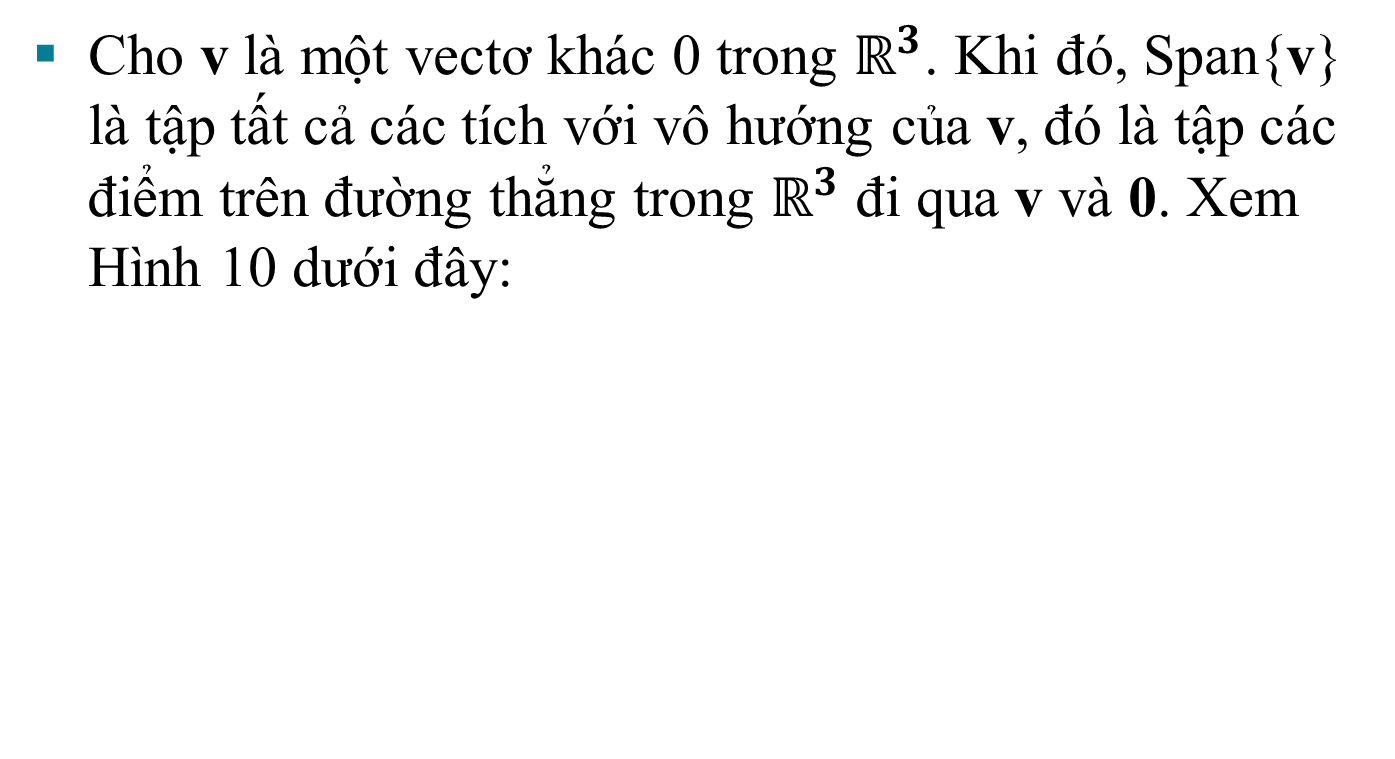 ▪ Cho v là một vectơ khác 0 trong ℝ³. Khi đó, Span{v}
là tập tất cả các tích với vô hướng của v, đó là tập các
điểm trên đường thẳng trong ℝ³ đi qua v và 0. Xem
Hình 10 dưới đây: